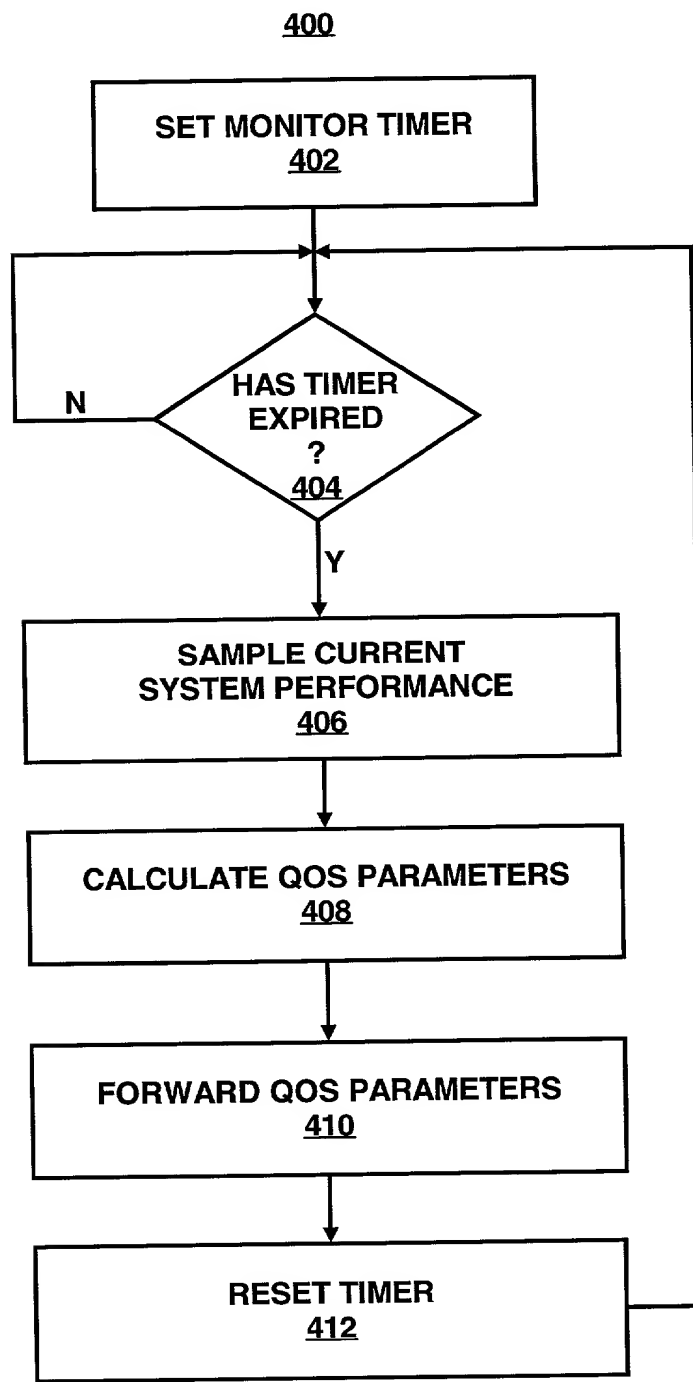 400
SET MONITOR TIMER
402
HAS TIMER
EXPIRED
?
404
N
Y
SAMPLE CURRENT
SYSTEM PERFORMANCE
406
CALCULATE QOS PARAMETERS
408
FORWARD QOS PARAMETERS
410
RESET TIMER
412